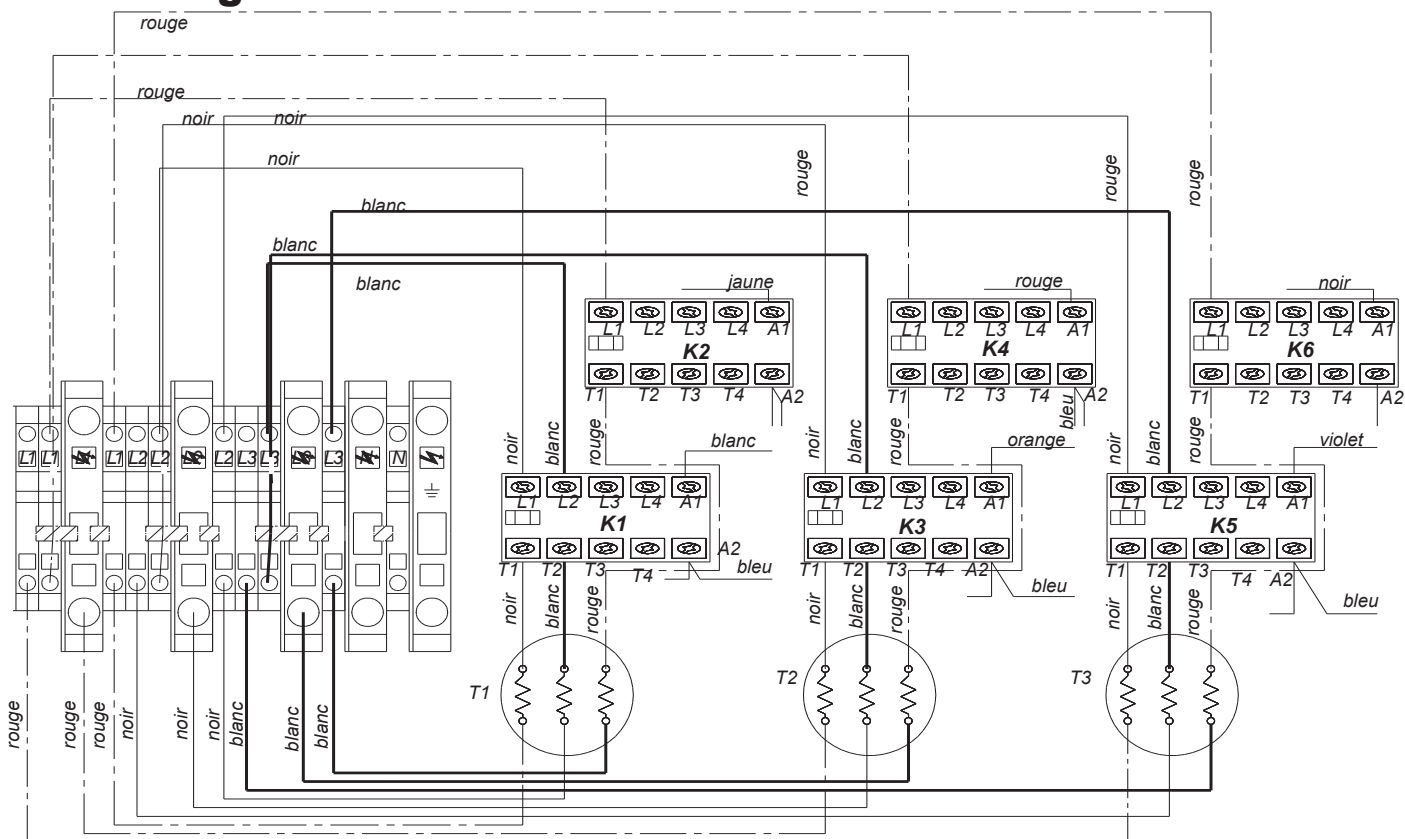 rouge
rouge
noir noir
noir
blanc
blanc
blanc
rouge
rouge
rouge
rouge
jaune
rouge
noir
L1 L2 L3 L4 A1
K2
T1 T2 T3 T4 A2
L1 L2 L3 L4 A1
K4
T1 T2 T3 T4 A2
bleu
L1 L2 L3 L4 A1
K6
T1 T2 T3 T4 A2
L1 L1 L1 L2 L2 L2 L3 L3 L3 N
noir
blanc
rouge
blanc
noir
blanc
rouge
orange
noir
blanc
rouge
violet
L1 L2 L3 L4 A1
K1
T1 T2 T3 T4 A2
bleu
L1 L2 L3 L4 A1
K3
T1 T2 T3 T4 A2
bleu
L1 L2 L3 L4 A1
K5
T1 T2 T3 T4 A2
bleu
noir
blanc
rouge
noir
blanc
rouge
noir
blanc
rouge
T1
T2
T3
rouge
rouge
rouge
noir
noir
noir
blanc
blanc
blanc